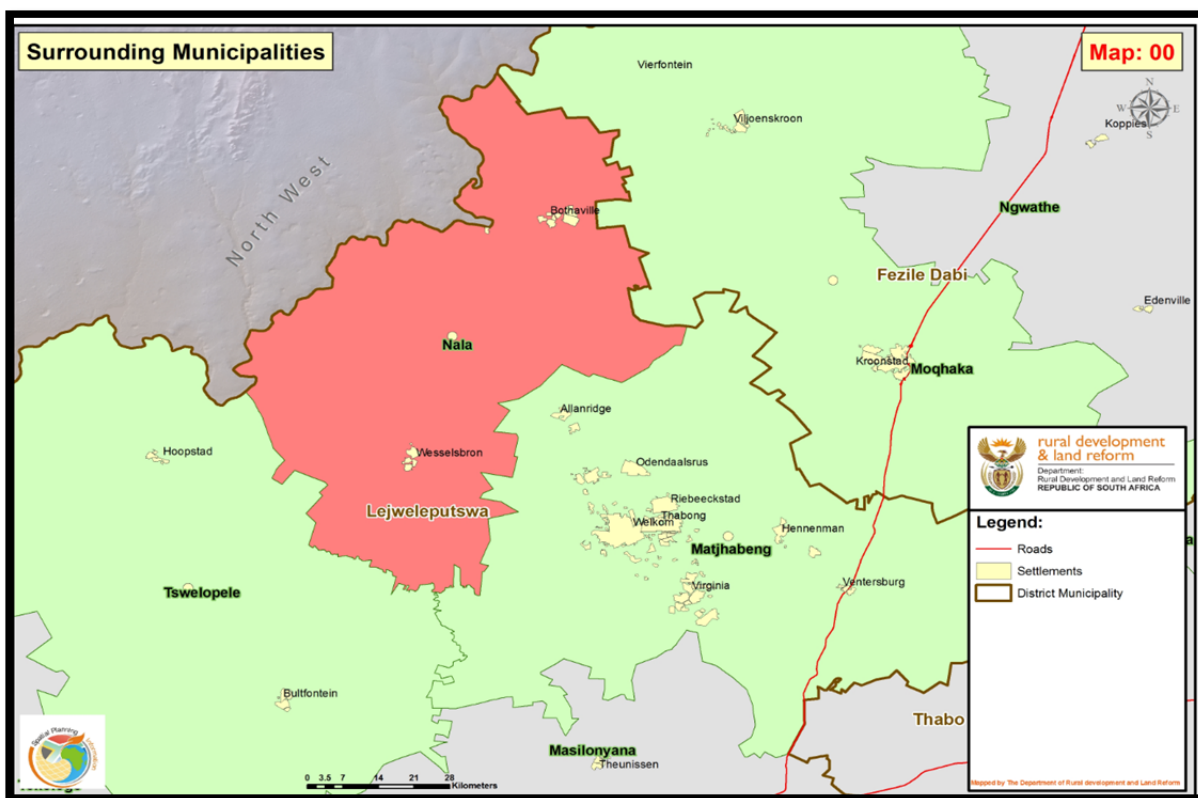 Surrounding Municipalities
Map: 00
N
W E
S
Vierfontein
Viljoenskroon
Koppies
North West
Bothaville
Ngwathe
Fezile Dabi
Edenville
Nala
Kroonstad
Moqhaka
Allanridge
Hoopstad
Wesselsbron
Odendaalsrus
Riebeeckstad
Lejweleputswa
Thabong
Welkom
Hennenman
Matjhabeng
Tswelopele
Virginia
Ventersburg
Bultfontein
Thabo
Masilonyana
Theunissen
rural development
& land reform
Department:
Rural Development and Land Reform
REPUBLIC OF SOUTH AFRICA
Legend:
Roads
Settlements
District Municipality
Spatial Planning
Information
0 3.5 7 14 21 28
Kilometers
Mapped by The Department of Rural development and Land Reform